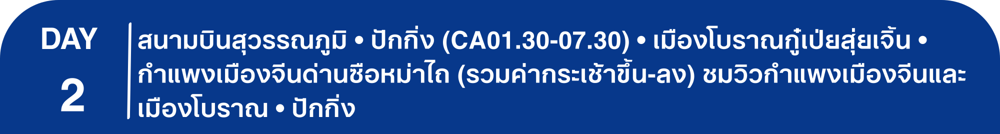 DAY
2
สนามบินสุวรรณภูมิ • ปักกิ่ง (CA01.30-07.30) • เมืองโบราณกู๋เป่ยสุ่ยเจิ้น •
กำแพงเมืองจีนด่านซือหม่าไถ (รวมค่ากระเช้าขึ้น-ลง) ชมวิวกำแพงเมืองจีนและ
เมืองโบราณ • ปักกิ่ง